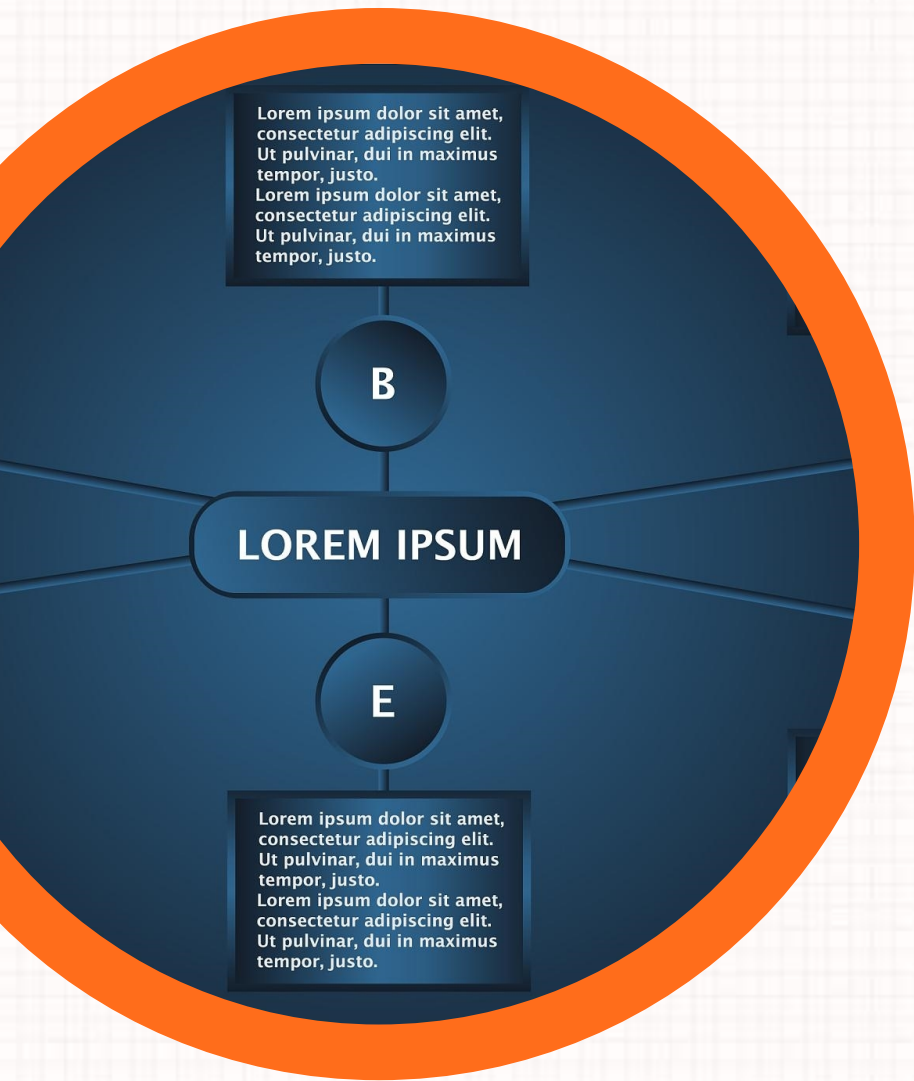 Lorem ipsum dolor sit amet,
consectetur adipiscing elit.
Ut pulvinar, dui in maximus
tempor, justo.
Lorem ipsum dolor sit amet,
consectetur adipiscing elit.
Ut pulvinar, dui in maximus
tempor, justo.
B
LOREM IPSUM
E
Lorem ipsum dolor sit amet,
consectetur adipiscing elit.
Ut pulvinar, dui in maximus
tempor, justo.
Lorem ipsum dolor sit amet,
consectetur adipiscing elit.
Ut pulvinar, dui in maximus
tempor, justo.